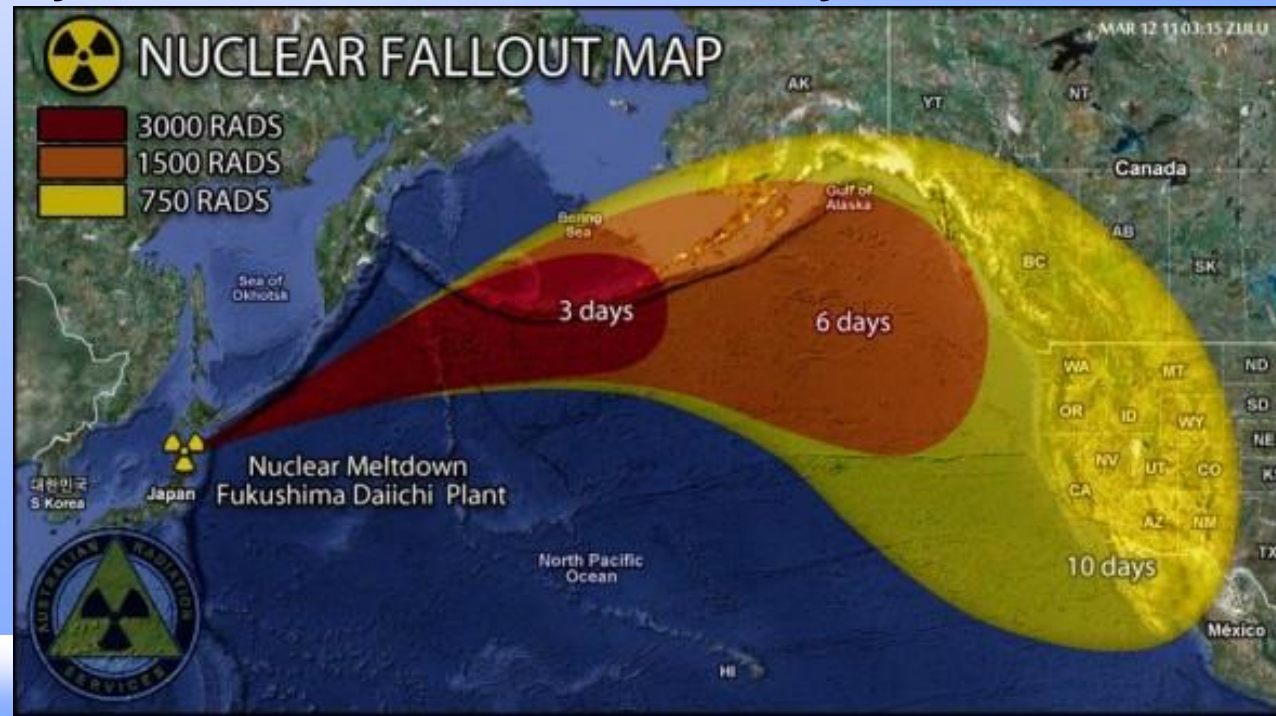 MAR 12 11 03:15 ZULU
NUCLEAR FALLOUT MAP
3000 RADS
1500 RADS
750 RADS
AK
YT
NT
Canada
Gulf of
Alaska
Bering
Sea
AB
BC
SK
Sea of
Okhotsk
3 days
6 days
WA
MT
ND
OR
ID
WY
SD
NE
NV
UT
CO
CA
AZ
NM
TX
Nuclear Meltdown
Fukushima Daiichi Plant
대한민국
S Korea
Japan
North Pacific
Ocean
10 days
México
HI
AUSTRALIAN RADIATION
SERVICES